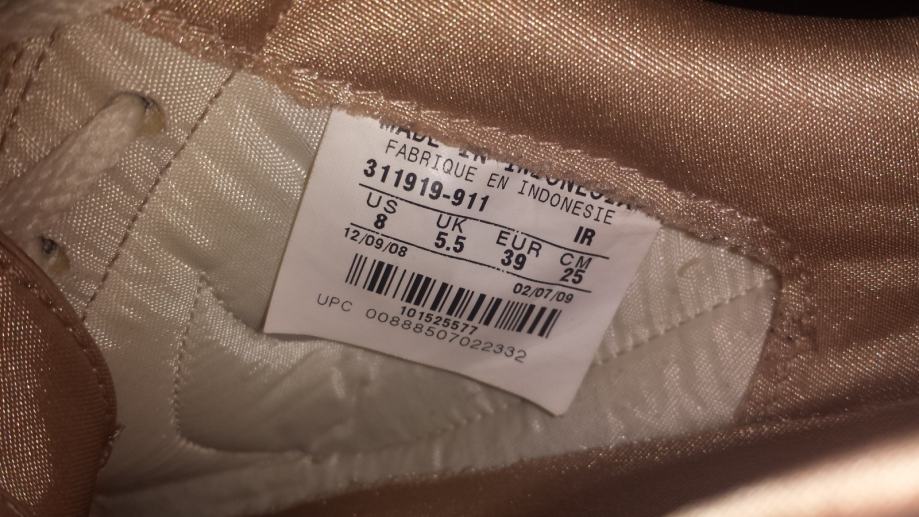 MADE IN INDONESIA
FABRIQUE EN INDONESIE
311919-911 IR
US UK EUR CM
8 5.5 39 25
12/09/08 02/07/09
101525577
UPC 00888507022332